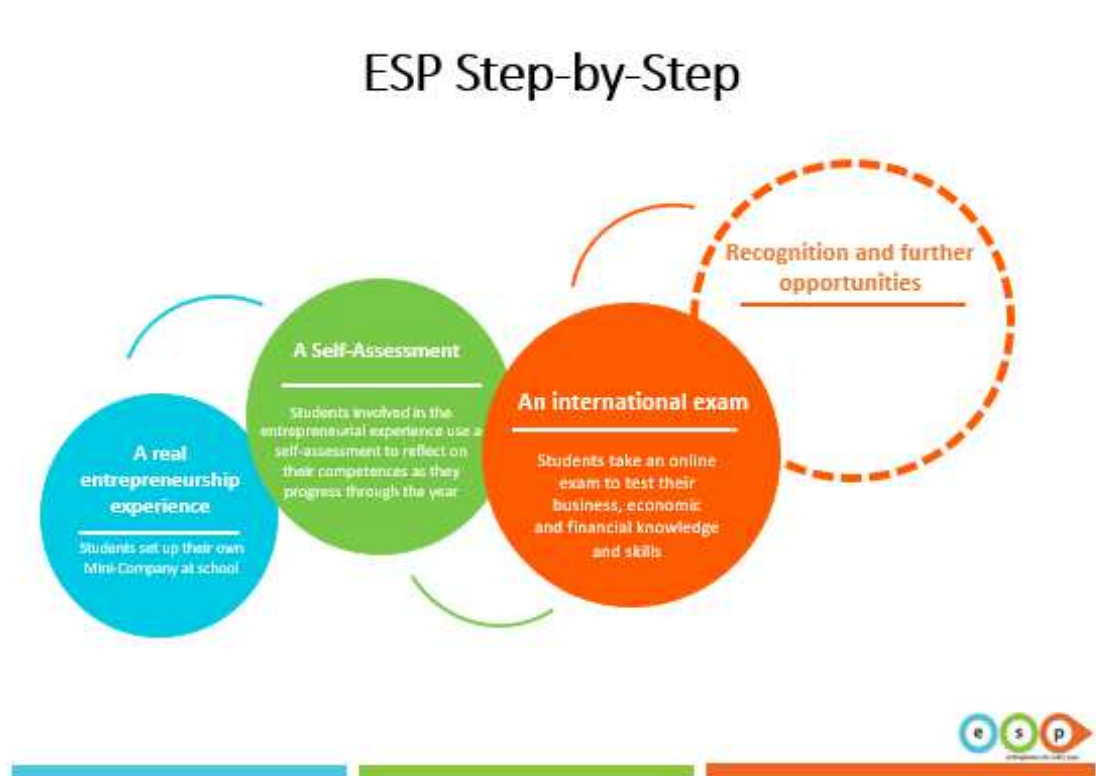 ESP Step-by-Step
A real
entrepreneurship
experience
Students set up their own
Mini-Company at school
A Self-Assessment
Students involved in the
entrepreneurial experience use a
self-assessment to reflect on
their competences as they
progress through the year
An international exam
Students take an online
exam to test their
business, economic
and financial knowledge
and skills
Recognition and further
opportunities
e s p